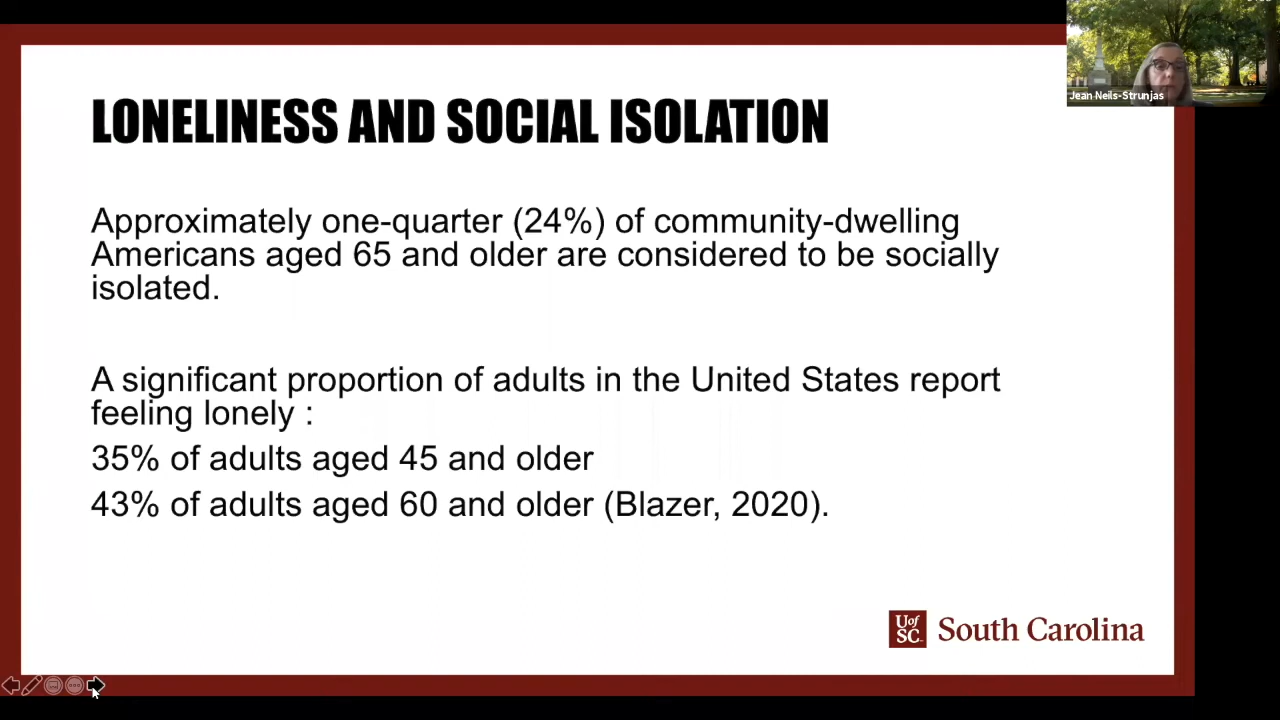 LONELINESS AND SOCIAL ISOLATION
Jean Neils-Strunjas
Approximately one-quarter (24%) of community-dwelling
Americans aged 65 and older are considered to be socially
isolated.
A significant proportion of adults in the United States report
feeling lonely :
35% of adults aged 45 and older
43% of adults aged 60 and older (Blazer, 2020).
U of
SC
South Carolina